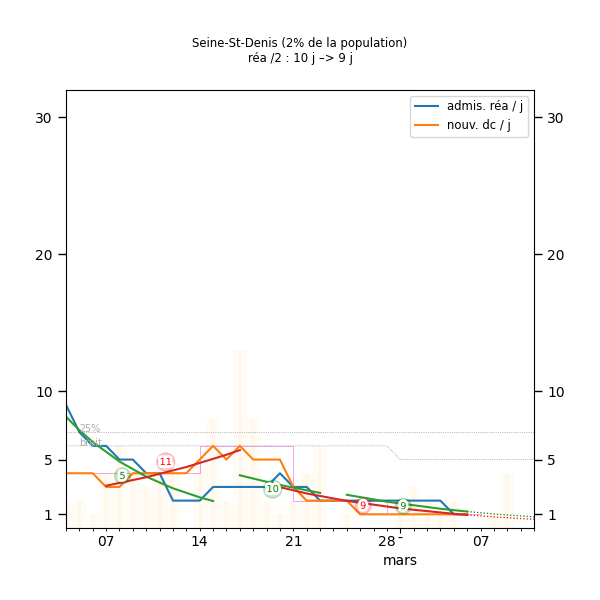 Seine-St-Denis (2% de la population)
réa /2 : 10 j –> 9 j
admis. réa / j
nouv. dc / j
30 30
20 20
10 10
25%
bruit
5 5
11
5
10
9
9
1 1
07 14 21 28 07
mars